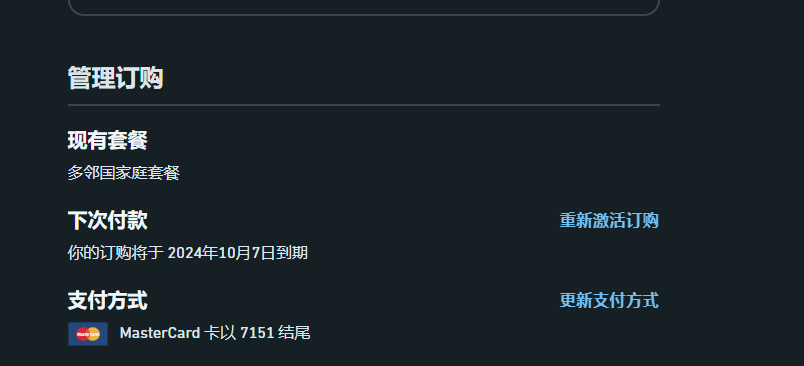 管理订购
现有套餐
多邻国家庭套餐
下次付款
重新激活订购
你的订购将于 2024年10月7日到期
支付方式
更新支付方式
MasterCard 卡以 7151 结尾